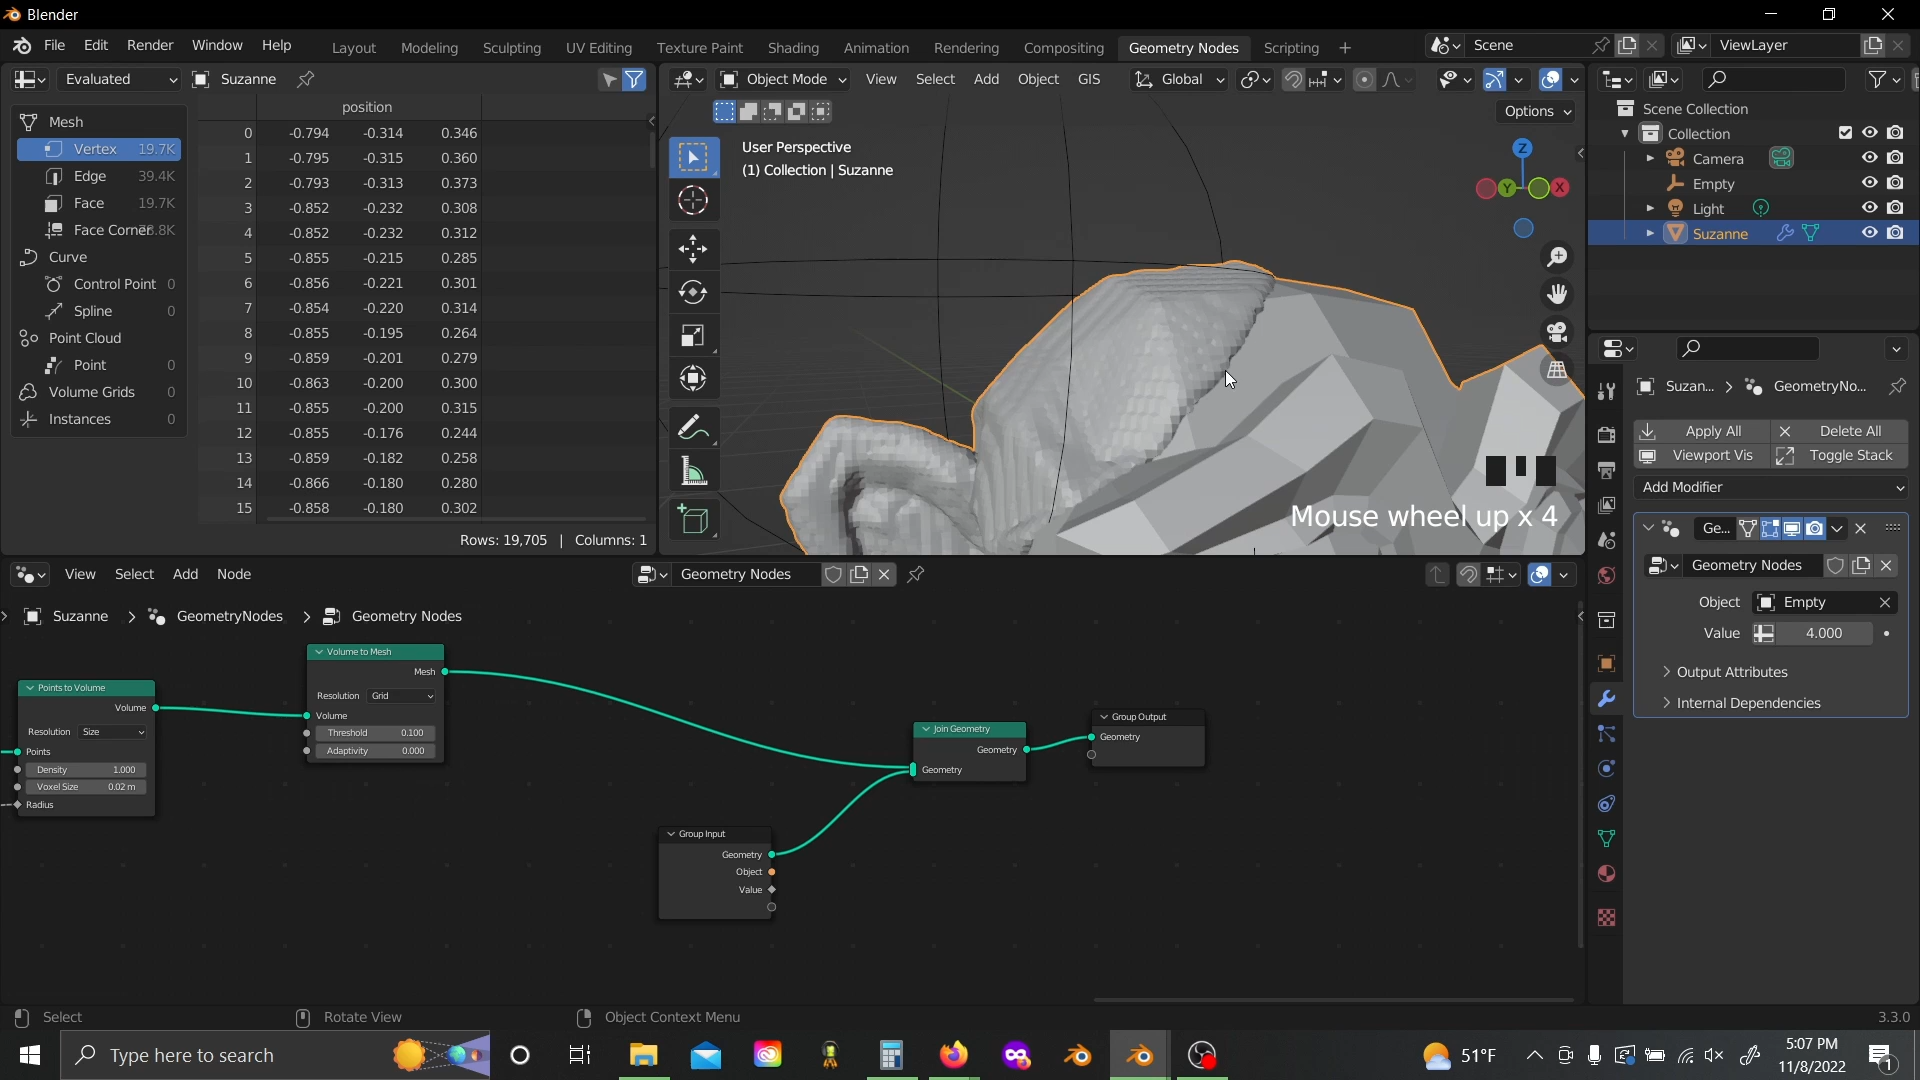 Blender
File Edit Render Window Help Layout Modeling Sculpting UV Editing Texture Paint Shading Animation Rendering Compositing Geometry Nodes Scripting + Scene ViewLayer
Evaluated Suzanne
position
Mesh
Vertex 19.7K
Edge 39.4K
Face 19.7K
Face Corner
Curve
Control Point 0
Spline 0
Point Cloud
Point 0
Volume Grids 0
Instances 0
0 -0.794 -0.314 0.346
1 -0.795 -0.315 0.360
2 -0.793 -0.313 0.373
3 -0.852 -0.232 0.308
4 -0.852 -0.232 0.312
5 -0.855 -0.215 0.285
6 -0.856 -0.221 0.301
7 -0.854 -0.220 0.314
8 -0.855 -0.195 0.264
9 -0.859 -0.201 0.279
10 -0.863 -0.200 0.300
11 -0.855 -0.200 0.315
12 -0.855 -0.176 0.244
13 -0.859 -0.182 0.258
14 -0.866 -0.180 0.280
15 -0.858 -0.180 0.302
Rows: 19,705 | Columns: 1
Object Mode View Select Add Object GIS Global
Options
User Perspective
(1) Collection | Suzanne
Z
Y X
Mouse wheel up x 4
Scene Collection
Collection
Camera
Empty
Light
Suzanne
Suzan... > GeometryNo...
Apply All Delete All
Viewport Vis Toggle Stack
Add Modifier
Ge...
Geometry Nodes
Object Empty
Value 4.000
Output Attributes
Internal Dependencies
View Select Add Node Geometry Nodes
Suzanne > GeometryNodes > Geometry Nodes
Points to Volume
Volume
Resolution Size
Points
Density 1.000
Voxel Size 0.02 m
Radius
Volume to Mesh
Mesh
Resolution Grid
Volume
Threshold 0.100
Adaptivity 0.000
Join Geometry
Geometry
Geometry
Group Output
Geometry
Group Input
Geometry
Object
Value
Select Rotate View Object Context Menu 3.3.0
Type here to search
51°F
5:07 PM
11/8/2022
1